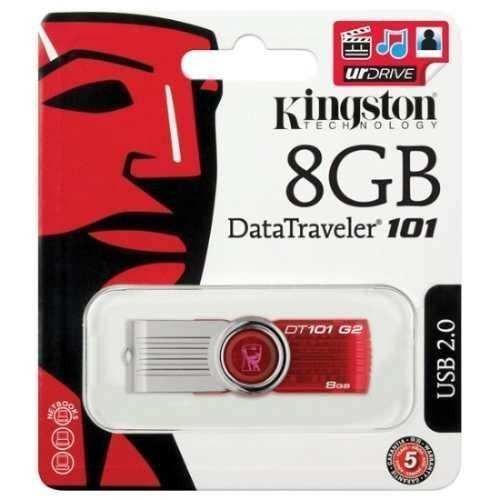 urDRIVE
Kingston
TECHNOLOGY
8GB
DataTraveler® 101
DT101 G2
8GB
USB 2.0
5